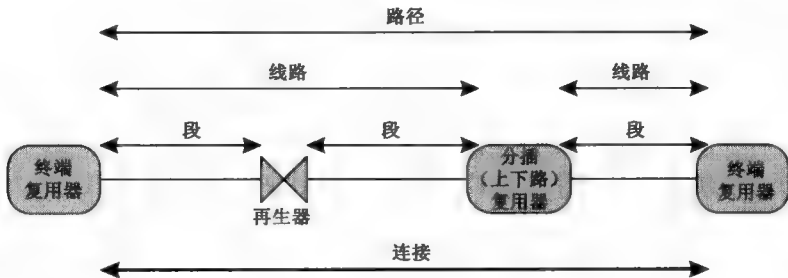 路径
线路
线路
段
段
段
终端
复用器
再生器
分插
（上下路）
复用器
终端
复用器
连接